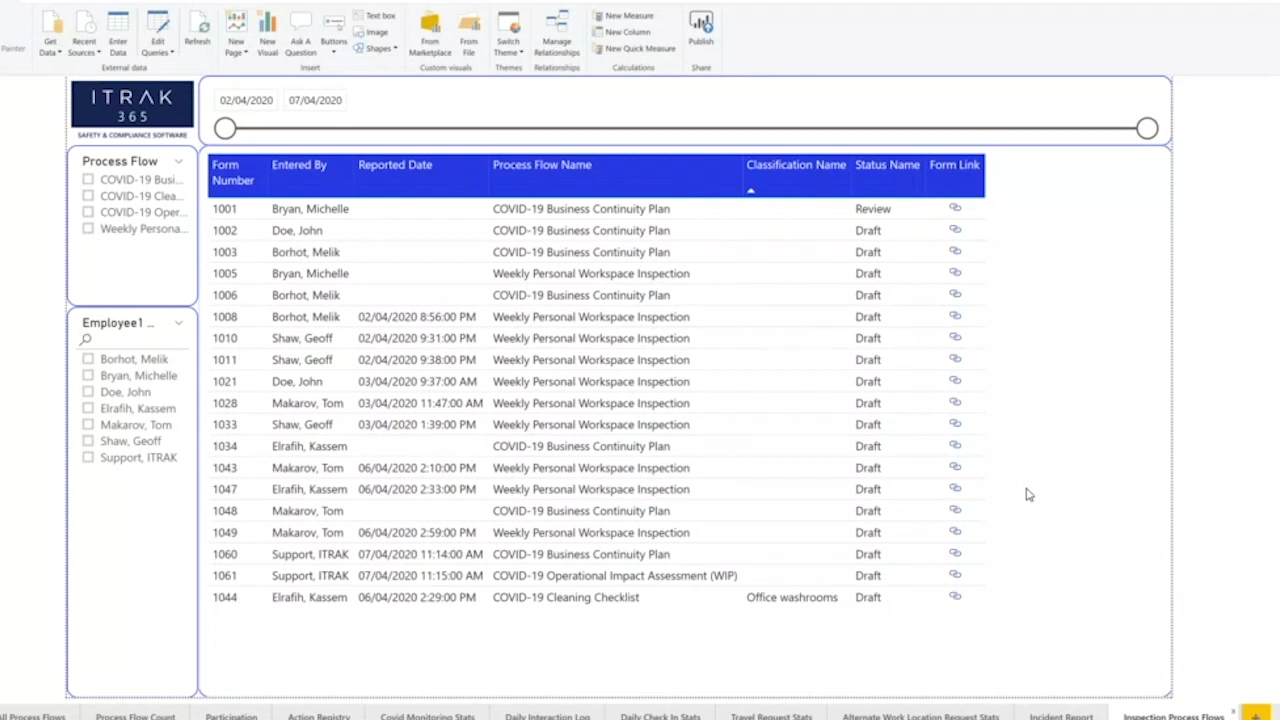 Painter
Get Data
Recent Sources
Enter Data
Edit Queries
Refresh
New Page
New Visual
Ask A Question
Buttons
Text box
Image
Shapes
From Marketplace
From File
Switch Theme
Manage Relationships
New Measure
New Column
New Quick Measure
Publish
External data
Insert
Custom visuals
Themes
Relationships
Calculations
Share
ITRAK
365
SAFETY & COMPLIANCE SOFTWARE
02/04/2020 07/04/2020
Process Flow
COVID-19 Busi...
COVID-19 Clea...
COVID-19 Oper...
Weekly Persona...
Employee1 ...
Borhot, Melik
Bryan, Michelle
Doe, John
Elrafih, Kassem
Makarov, Tom
Shaw, Geoff
Support, ITRAK
Form Number Entered By Reported Date Process Flow Name Classification Name Status Name Form Link
1001 Bryan, Michelle COVID-19 Business Continuity Plan Review
1002 Doe, John COVID-19 Business Continuity Plan Draft
1003 Borhot, Melik COVID-19 Business Continuity Plan Draft
1005 Bryan, Michelle Weekly Personal Workspace Inspection Draft
1006 Borhot, Melik COVID-19 Business Continuity Plan Draft
1008 Borhot, Melik 02/04/2020 8:56:00 PM Weekly Personal Workspace Inspection Draft
1010 Shaw, Geoff 02/04/2020 9:31:00 PM Weekly Personal Workspace Inspection Draft
1011 Shaw, Geoff 02/04/2020 9:38:00 PM Weekly Personal Workspace Inspection Draft
1021 Doe, John 03/04/2020 9:37:00 AM Weekly Personal Workspace Inspection Draft
1028 Makarov, Tom 03/04/2020 11:47:00 AM Weekly Personal Workspace Inspection Draft
1033 Shaw, Geoff 03/04/2020 1:39:00 PM Weekly Personal Workspace Inspection Draft
1034 Elrafih, Kassem COVID-19 Business Continuity Plan Draft
1043 Makarov, Tom 06/04/2020 2:10:00 PM Weekly Personal Workspace Inspection Draft
1047 Elrafih, Kassem 06/04/2020 2:33:00 PM Weekly Personal Workspace Inspection Draft
1048 Makarov, Tom COVID-19 Business Continuity Plan Draft
1049 Makarov, Tom 06/04/2020 2:59:00 PM Weekly Personal Workspace Inspection Draft
1060 Support, ITRAK 07/04/2020 11:14:00 AM COVID-19 Business Continuity Plan Draft
1061 Support, ITRAK 07/04/2020 11:15:00 AM COVID-19 Operational Impact Assessment (WIP) Draft
1044 Elrafih, Kassem 06/04/2020 2:29:00 PM COVID-19 Cleaning Checklist Office washrooms Draft
All Process Flows Process Flow Count Participation Action Registry Covid Monitoring Stats Daily Interaction Log Daily Check In Stats Travel Request Stats Alternate Work Location Request Stats Incident Report Inspection Process Flows x +